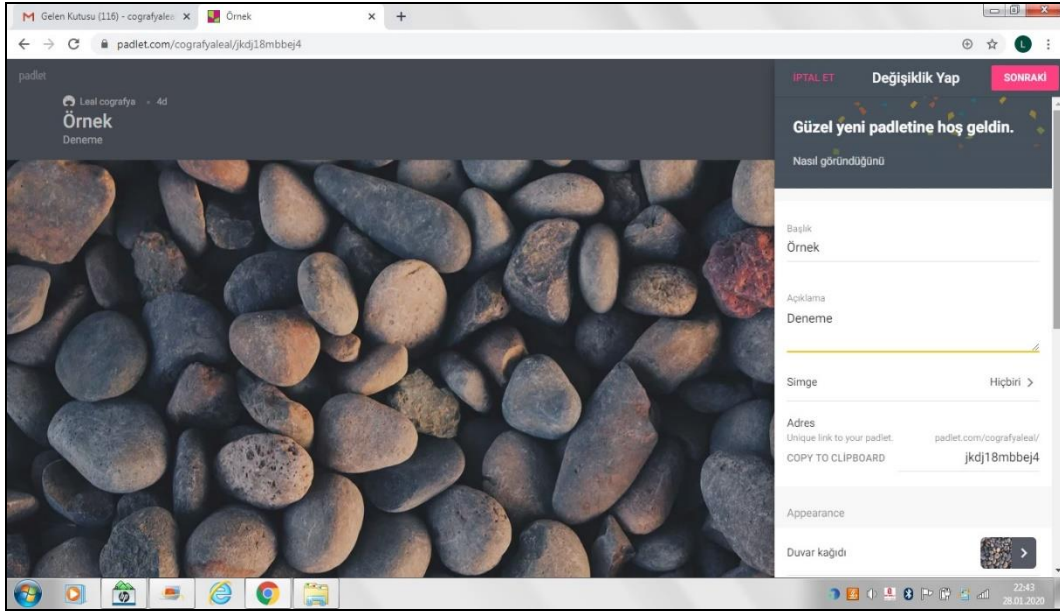 Gelen Kutusu (116) - cografyaleal
Örnek
padlet.com/cografyaleal/jkdj18mbbej4
L
padlet
Leal cografya • 4d
Örnek
Deneme
İPTAL ET
Değişiklik Yap
SONRAKİ
Güzel yeni padletine hoş geldin.
Nasıl göründüğünü
Başlık
Örnek
Açıklama
Deneme
Simge
Hiçbiri
Adres
Unique link to your padlet.
padlet.com/cografyaleal/
COPY TO CLİPBOARD
jkdj18mbbej4
Appearance
Duvar kağıdı
22:43
28.01.2020